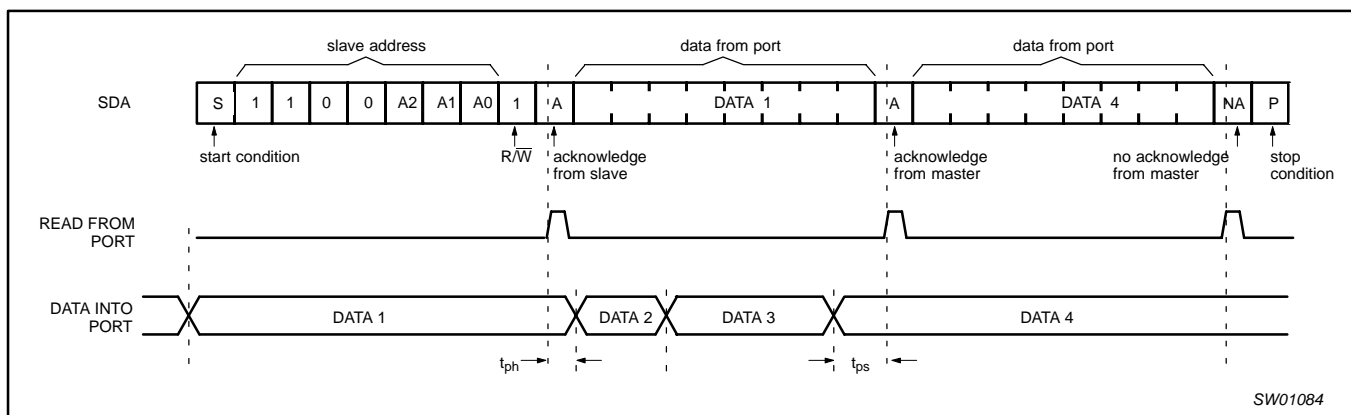 slave address data from port data from port
SDA S 1 1 0 0 A2 A1 A0 1 A DATA 1 A DATA 4 NA P
start condition R/W̅ acknowledge acknowledge no acknowledge stop
from slave from master from master condition
READ FROM
PORT
DATA INTO
PORT
DATA 1 DATA 2 DATA 3 DATA 4
tph tps
SW01084